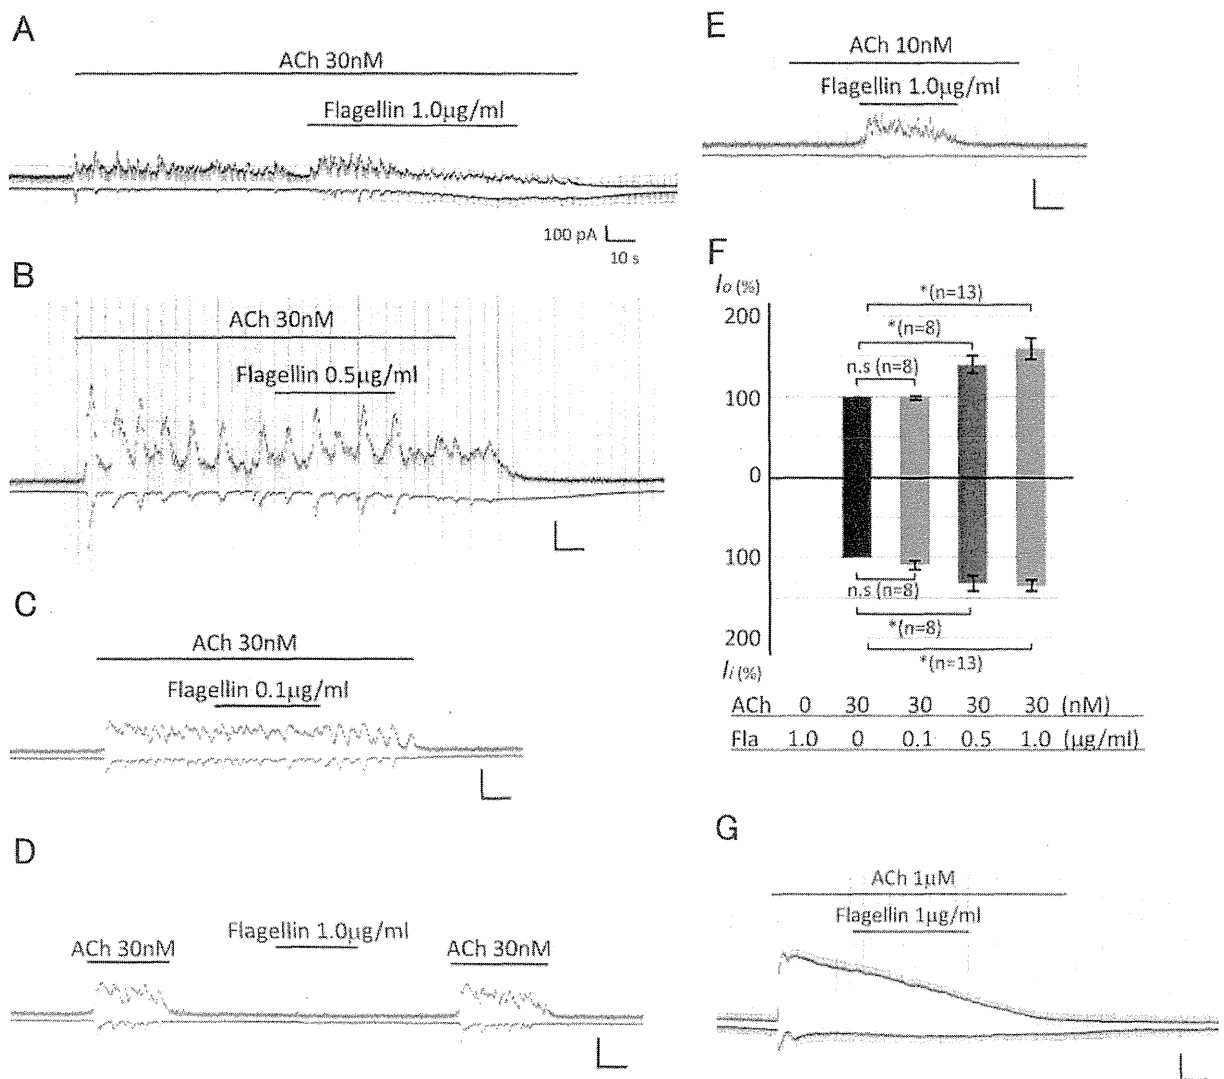 A
ACh 30nM
Flagellin 1.0µg/ml
100 pA
10 s
B
ACh 30nM
Flagellin 0.5µg/ml
C
ACh 30nM
Flagellin 0.1µg/ml
D
ACh 30nM
Flagellin 1.0µg/ml
ACh 30nM
E
ACh 10nM
Flagellin 1.0µg/ml
F
Io (%)
200
100
0
100
200
Ii (%)
*(n=13)
*(n=8)
n.s (n=8)
n.s (n=8)
*(n=8)
*(n=13)
ACh 0 30 30 30 30 (nM)
Fla 1.0 0 0.1 0.5 1.0 (µg/ml)
G
ACh 1µM
Flagellin 1µg/ml